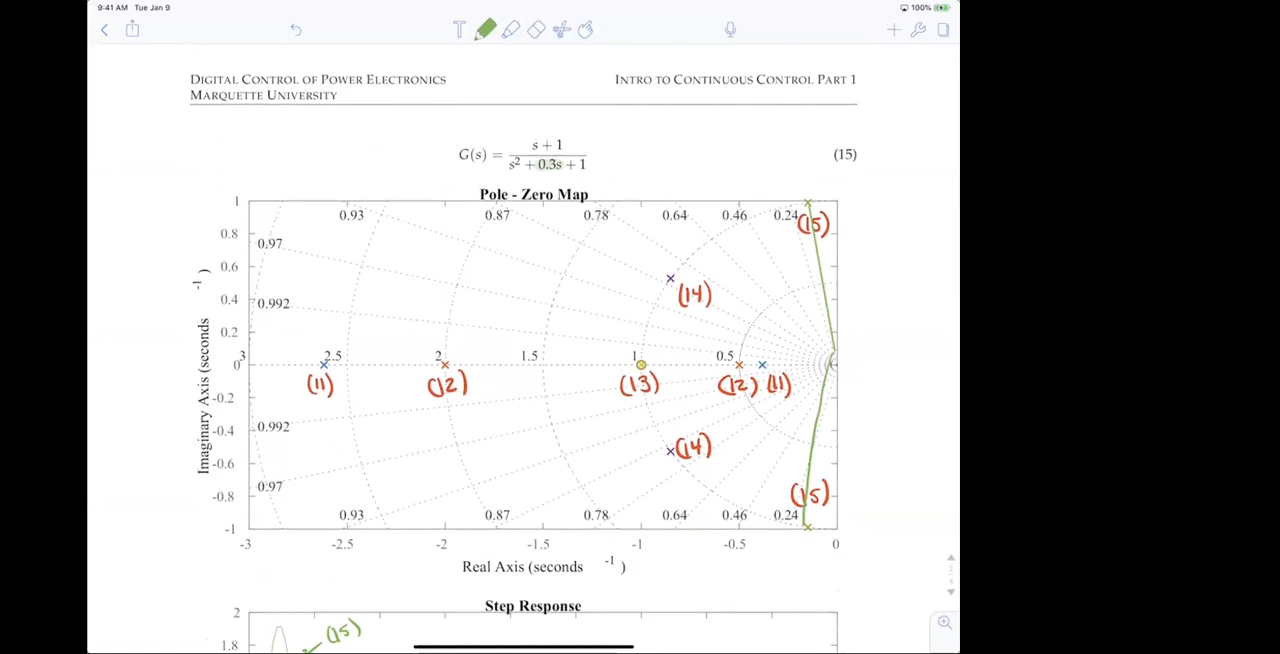 9:41 AM Tue Jan 9
100%
DIGITAL CONTROL OF POWER ELECTRONICS
INTRO TO CONTINUOUS CONTROL PART 1
MARQUETTE UNIVERSITY
G(s) = (s + 1) / (s² + 0.3s + 1) (15)
Pole - Zero Map
1 0.93 0.87 0.78 0.64 0.46 0.24 (15)
0.8 0.97
0.6 (14)
0.4 0.992
0.2
0 3 2.5 2 1.5 1 0.5
(11) (12) (13) (12) (11)
-0.2
-0.4 0.992 (14)
-0.6
-0.8 0.97 (15)
-1 0.93 0.87 0.78 0.64 0.46 0.24
-3 -2.5 -2 -1.5 -1 -0.5 0
Imaginary Axis (seconds -1 )
Real Axis (seconds -1 )
Step Response
2
(15)
1.8